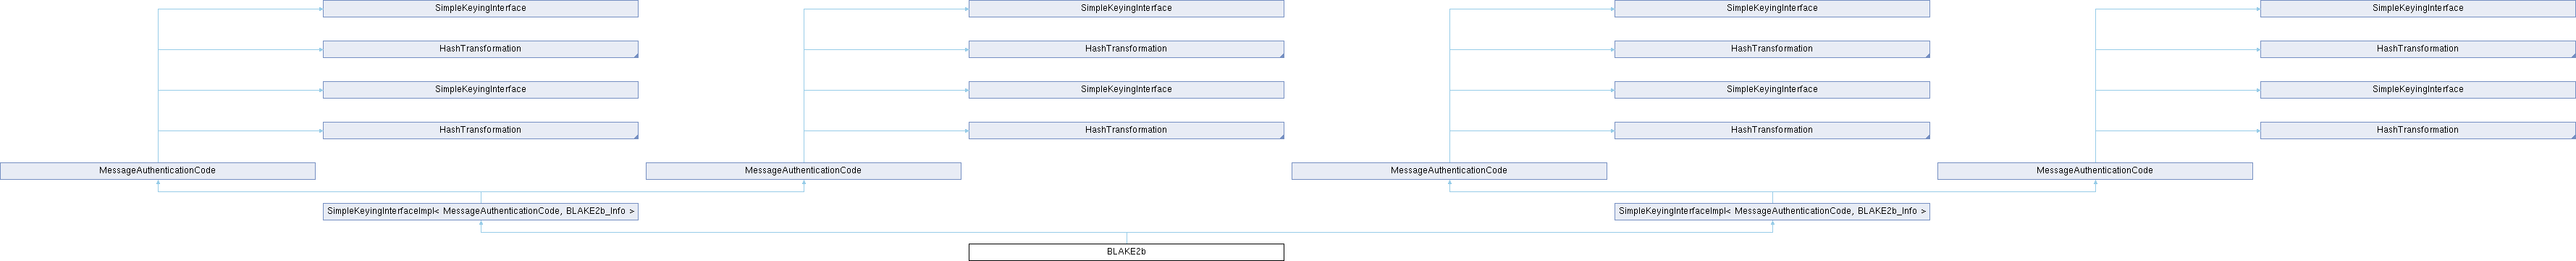 SimpleKeyingInterface SimpleKeyingInterface SimpleKeyingInterface SimpleKeyingInterface
HashTransformation HashTransformation HashTransformation HashTransformation
SimpleKeyingInterface SimpleKeyingInterface SimpleKeyingInterface SimpleKeyingInterface
HashTransformation HashTransformation HashTransformation HashTransformation
MessageAuthenticationCode MessageAuthenticationCode MessageAuthenticationCode MessageAuthenticationCode
SimpleKeyingInterfaceImpl< MessageAuthenticationCode, BLAKE2b_Info > SimpleKeyingInterfaceImpl< MessageAuthenticationCode, BLAKE2b_Info >
BLAKE2b